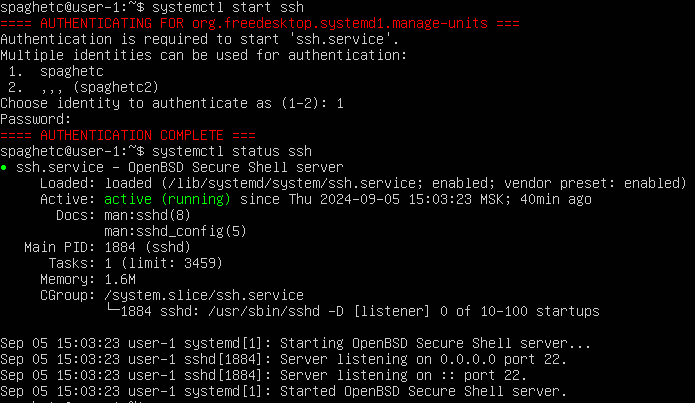 spaghetc@user-1:~$ systemctl start ssh
==== AUTHENTICATING FOR org.freedesktop.systemd1.manage-units ===
Authentication is required to start 'ssh.service'.
Multiple identities can be used for authentication:
 1.  spaghetc
 2.  ,,, (spaghetc2)
Choose identity to authenticate as (1-2): 1
Password:
==== AUTHENTICATION COMPLETE ===
spaghetc@user-1:~$ systemctl status ssh
● ssh.service - OpenBSD Secure Shell server
     Loaded: loaded (/lib/systemd/system/ssh.service; enabled; vendor preset: enabled)
     Active: active (running) since Thu 2024-09-05 15:03:23 MSK; 40min ago
       Docs: man:sshd(8)
             man:sshd_config(5)
   Main PID: 1884 (sshd)
      Tasks: 1 (limit: 3459)
     Memory: 1.6M
     CGroup: /system.slice/ssh.service
             └─1884 sshd: /usr/sbin/sshd -D [listener] 0 of 10-100 startups
Sep 05 15:03:23 user-1 systemd[1]: Starting OpenBSD Secure Shell server...
Sep 05 15:03:23 user-1 sshd[1884]: Server listening on 0.0.0.0 port 22.
Sep 05 15:03:23 user-1 sshd[1884]: Server listening on :: port 22.
Sep 05 15:03:23 user-1 systemd[1]: Started OpenBSD Secure Shell server.